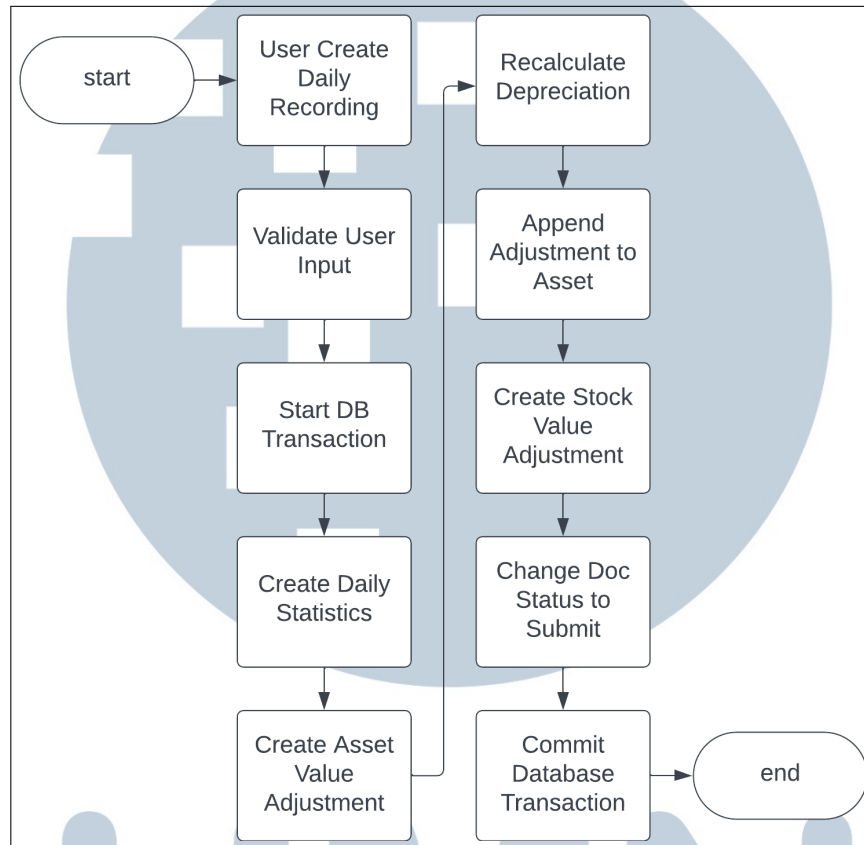 start
User Create
Daily
Recording
Validate User
Input
Start DB
Transaction
Create Daily
Statistics
Create Asset
Value
Adjustment
Recalculate
Depreciation
Append
Adjustment to
Asset
Create Stock
Value
Adjustment
Change Doc
Status to
Submit
Commit
Database
Transaction
end